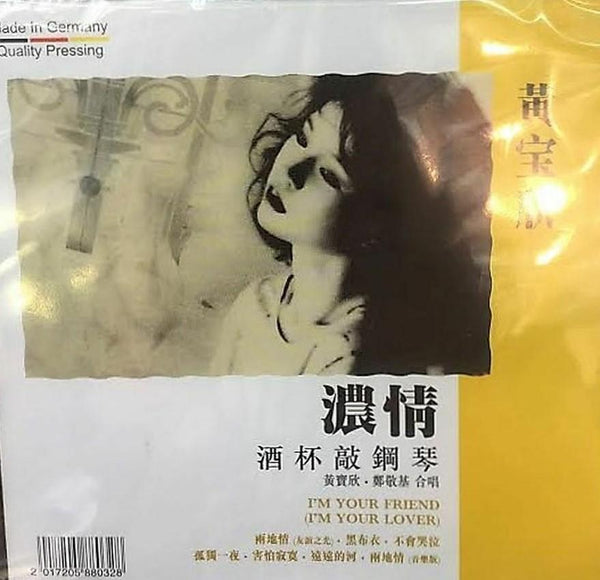 Made in Germany
Quality Pressing
黃宝欣
濃情
酒杯敲鋼琴
黃寶欣・鄭敬基 合唱
I'M YOUR FRIEND
(I'M YOUR LOVER)
兩地情 (友誼之光)・黑布衣・不會哭泣
孤獨一夜・害怕寂寞・遠遠的河・兩地情 (音樂版)
2 017205 880328